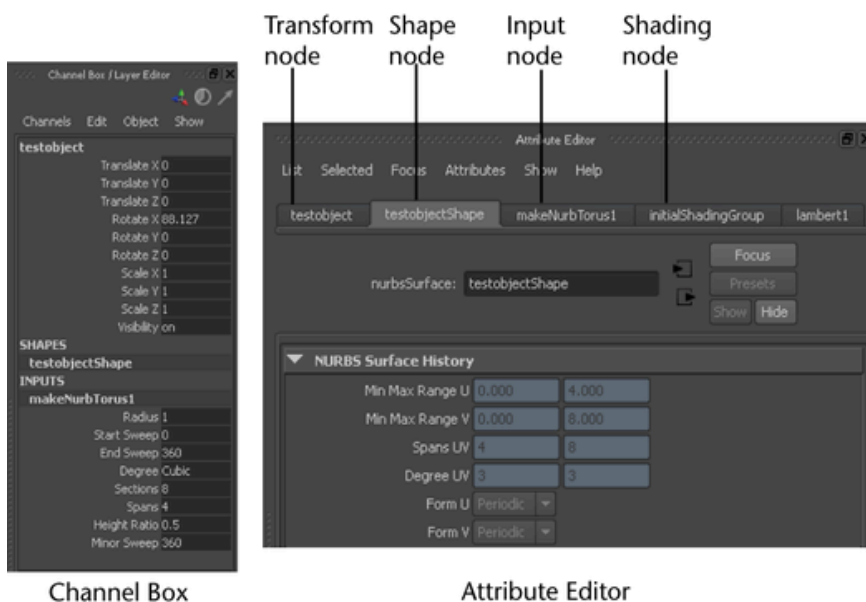 Transform node
Shape node
Input node
Shading node
Channel Box / Layer Editor
Channels Edit Object Show
testobject
Translate X 0
Translate Y 0
Translate Z 0
Rotate X 88.127
Rotate Y 0
Rotate Z 0
Scale X 1
Scale Y 1
Scale Z 1
Visibility on
SHAPES
testobjectShape
INPUTS
makeNurbTorus1
Radius 1
Start Sweep 0
End Sweep 360
Degree Cubic
Sections 8
Spans 4
Height Ratio 0.5
Minor Sweep 360
Channel Box
Attribute Editor
List Selected Focus Attributes Show Help
testobject testobjectShape makeNurbTorus1 initialShadingGroup lambert1
nurbsSurface: testobjectShape
Focus
Presets
Show Hide
NURBS Surface History
Min Max Range U 0.000 4.000
Min Max Range V 0.000 8.000
Spans UV 4 8
Degree UV 3 3
Form U Periodic
Form V Periodic
Attribute Editor